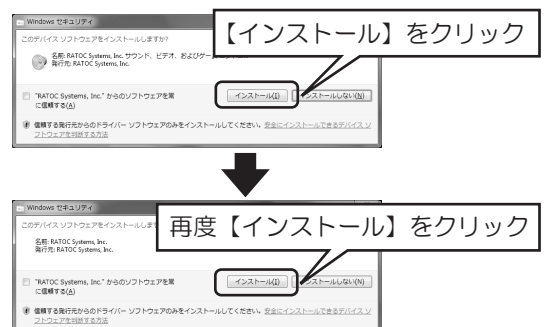 Windows セキュリティ
【インストール】をクリック
このデバイス ソフトウェアをインストールしますか?
名前: RATOC Systems, Inc. サウンド、ビデオ、およびゲー
発行元: RATOC Systems, Inc.
"RATOC Systems, Inc." からのソフトウェアを常
に信頼する(A)
インストール(I)
ンストールしない(N)
信頼する発行元からのドライバー ソフトウェアのみをインストールしてください。安全にインストールできるデバイス ソ
フトウェアを判断する方法
Windows セキュリティ
再度【インストール】をクリック
このデバイス ソフトウェアをインストールしま
名前: RATOC Systems, Inc.
発行元: RATOC Systems, Inc.
"RATOC Systems, Inc." からのソフトウェアを常
に信頼する(A)
インストール(I)
ンストールしない(N)
信頼する発行元からのドライバー ソフトウェアのみをインストールしてください。安全にインストールできるデバイス ソ
フトウェアを判断する方法